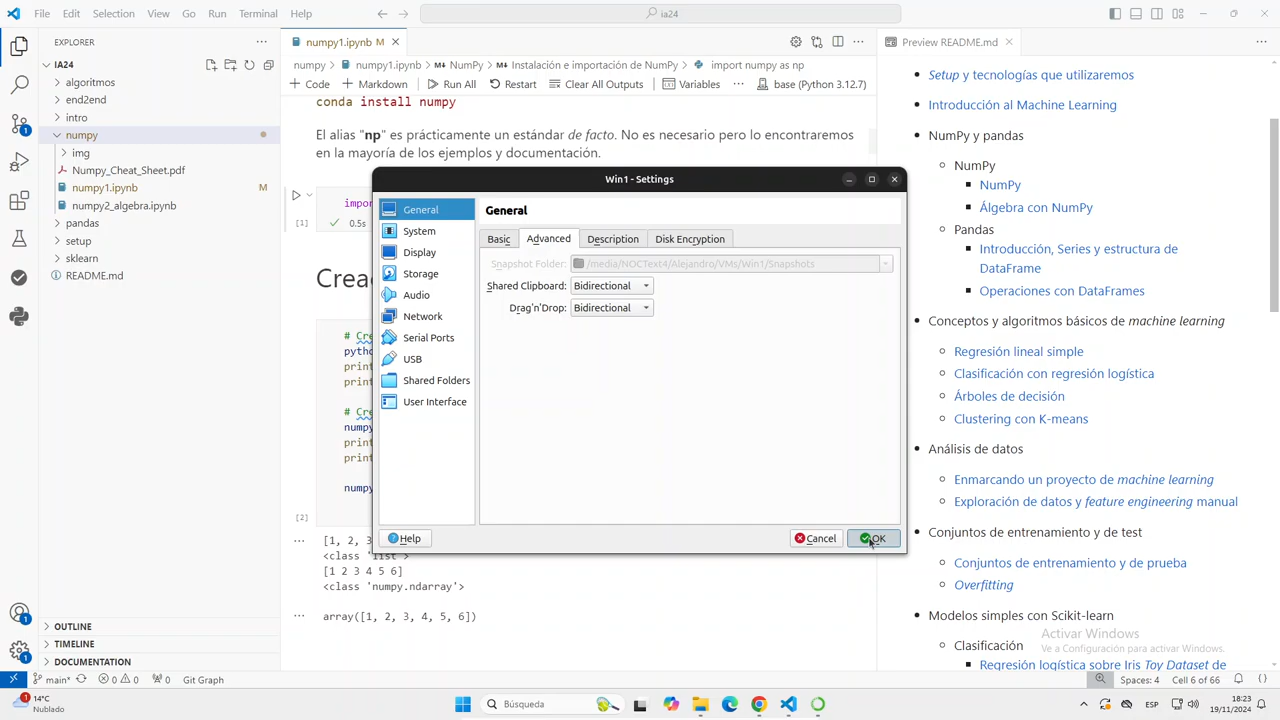 File Edit Selection View Go Run Terminal Help
ia24
EXPLORER
IA24
algoritmos
end2end
intro
numpy
img
Numpy_Cheat_Sheet.pdf
numpy1.ipynb M
numpy2_algebra.ipynb
pandas
setup
sklearn
README.md
OUTLINE
TIMELINE
DOCUMENTATION
numpy1.ipynb M
numpy > numpy1.ipynb > NumPy > Instalación e importación de NumPy > import numpy as np
Code Markdown Run All Restart Clear All Outputs Variables base (Python 3.12.7)
conda install numpy
El alias "np" es prácticamente un estándar de facto. No es necesario pero lo encontraremos
en la mayoría de los ejemplos y documentación.
[1] 0.5s
[2]
[1, 2, 3
<class 'list'>
[1 2 3 4 5 6]
<class 'numpy.ndarray'>
array([1, 2, 3, 4, 5, 6])
Win1 - Settings
General
System
Display
Storage
Audio
Network
Serial Ports
USB
Shared Folders
User Interface
General
Basic Advanced Description Disk Encryption
Snapshot Folder: /media/NOCText4/Alejandro/VMs/Win1/Snapshots
Shared Clipboard: Bidirectional
Drag'n'Drop: Bidirectional
Help Cancel OK
Preview README.md
Setup y tecnologías que utilizaremos
Introducción al Machine Learning
NumPy y pandas
NumPy
NumPy
Álgebra con NumPy
Pandas
Introducción, Series y estructura de
DataFrame
Operaciones con DataFrames
Conceptos y algoritmos básicos de machine learning
Regresión lineal simple
Clasificación con regresión logística
Árboles de decisión
Clustering con K-means
Análisis de datos
Enmarcando un proyecto de machine learning
Exploración de datos y feature engineering manual
Conjuntos de entrenamiento y de test
Conjuntos de entrenamiento y de prueba
Overfitting
Modelos simples con Scikit-learn
Clasificación
Regresión logística sobre Iris Toy Dataset de
Activar Windows
Ve a Configuración para activar Windows.
main* 0 0 0 Git Graph Spaces: 4 Cell 6 of 66
14°C
Nublado
Búsqueda
ESP
18:23
19/11/2024